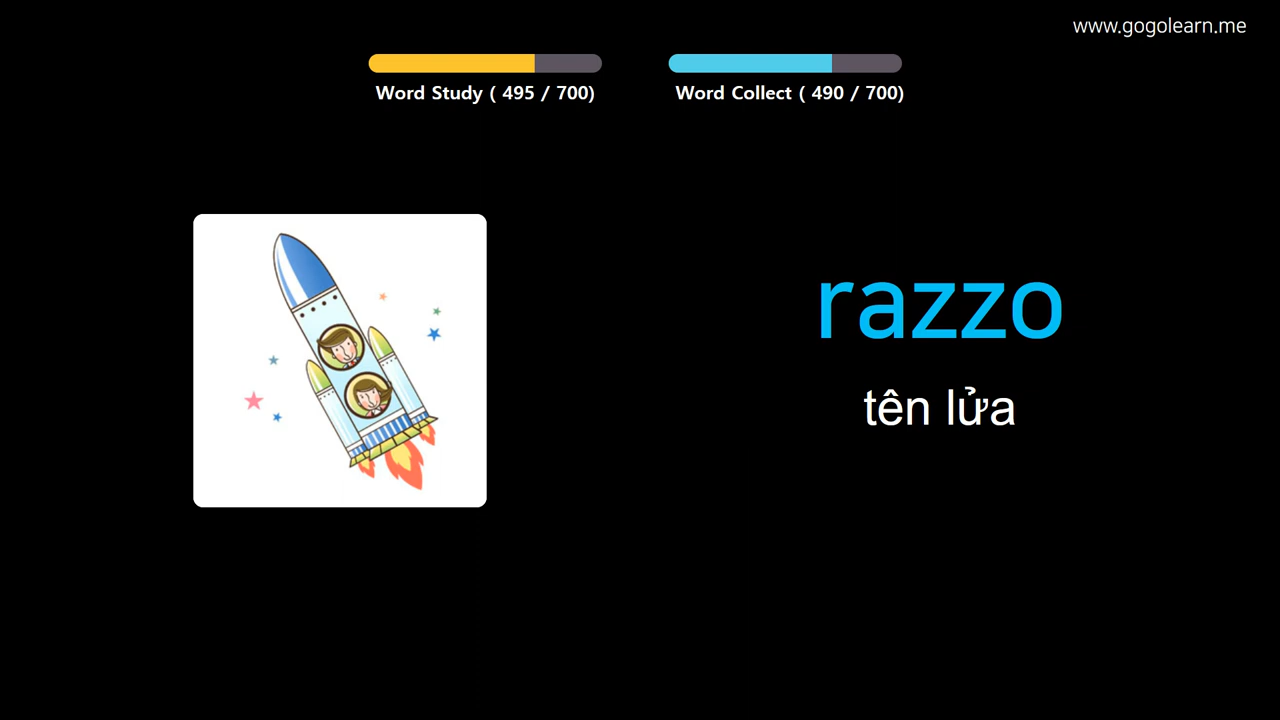 www.gogolearn.me
Word Study ( 495 / 700)
Word Collect ( 490 / 700)
razzo
tên lửa